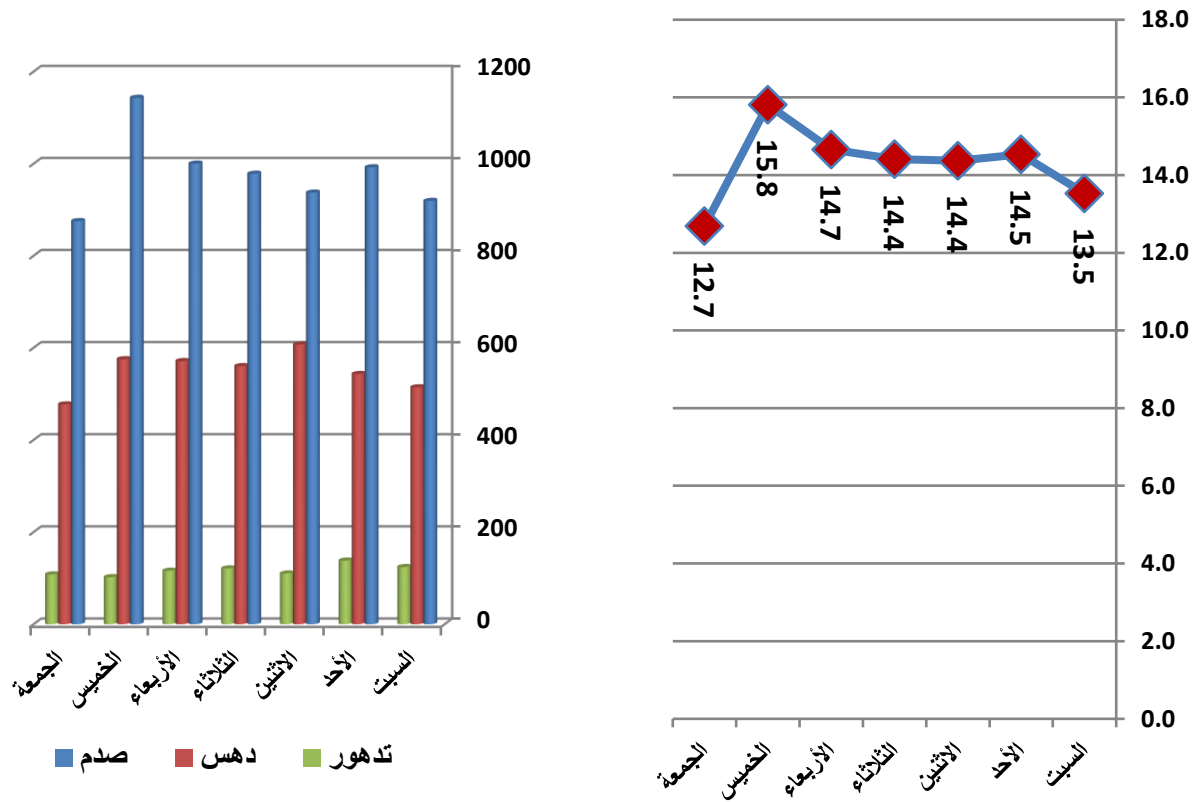 1200
1000
800
600
400
200
0
السبت
الأحد
الاثنين
الثلاثاء
الأربعاء
الخميس
الجمعة
صدم
دهس
تدهور
18.0
16.0
14.0
12.0
10.0
8.0
6.0
4.0
2.0
0.0
13.5
14.5
14.4
14.4
14.7
15.8
12.7
السبت
الأحد
الاثنين
الثلاثاء
الأربعاء
الخميس
الجمعة